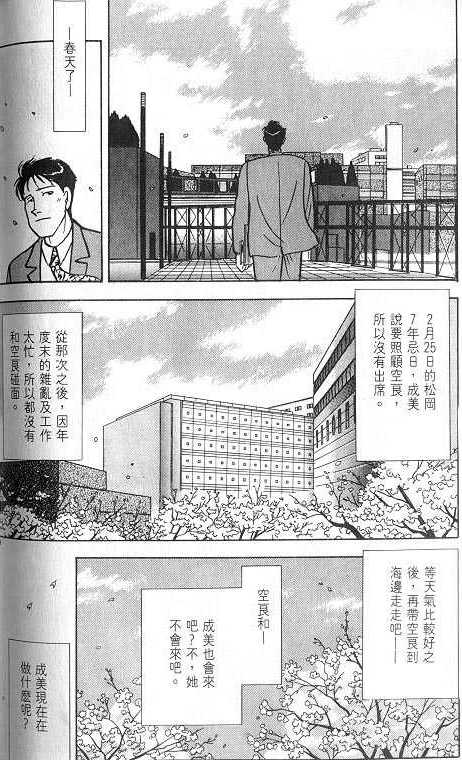 —春天了—
2月25日的松岡
7年忌日，成美
說要照顧空良，
所以沒有出席。
從那次之後，因年
度末的雜亂及工作
太忙，所以都沒有
和空良碰面。
等天氣比較好之
後，再帶空良到
海邊走走吧——
空良和—
成美也會來
吧？不，她
不會來吧。
成美現在在
做什麼呢？